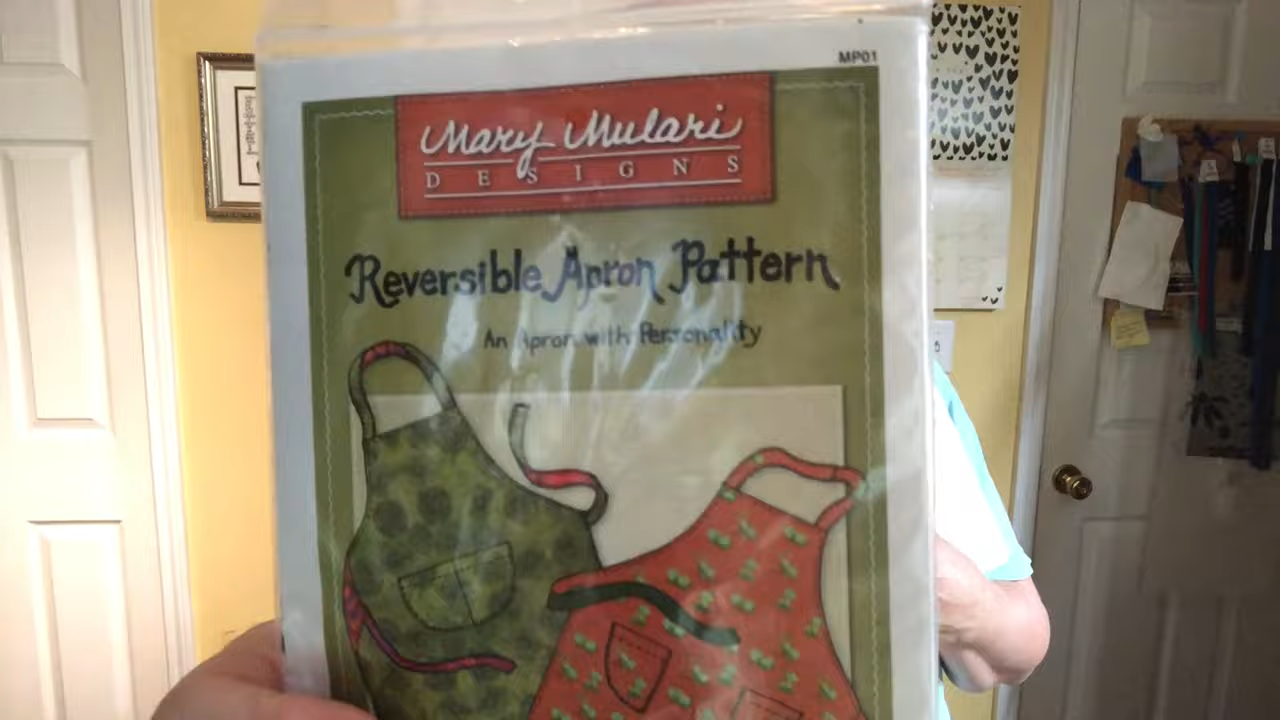 MP01
Mary Mulari
DESIGNS
Reversible Apron Pattern
An Apron with Personality